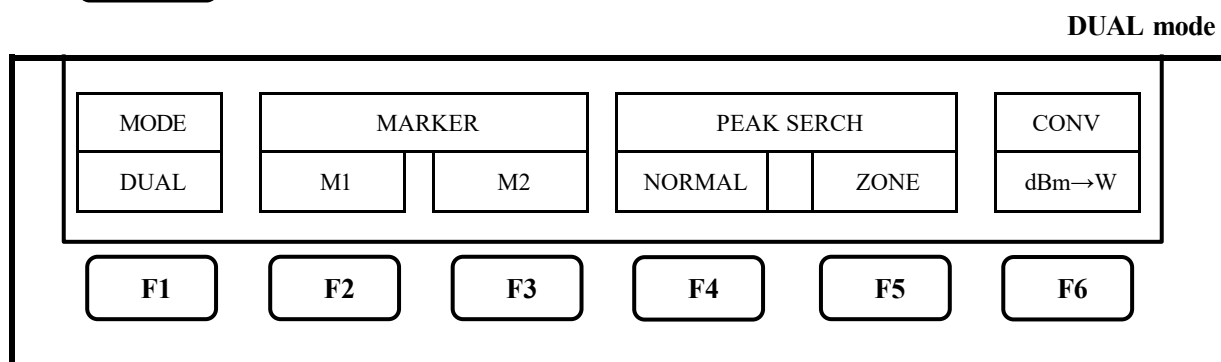 DUAL mode
MODE MARKER PEAK SERCH CONV
DUAL M1 M2 NORMAL ZONE dBm→W
F1 F2 F3 F4 F5 F6